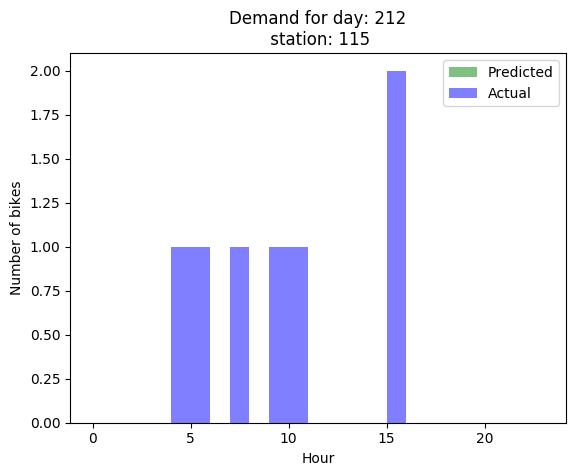 Demand for day: 212
station: 115
Predicted
Actual
Number of bikes
2.00
1.75
1.50
1.25
1.00
0.75
0.50
0.25
0.00
0 5 10 15 20
Hour